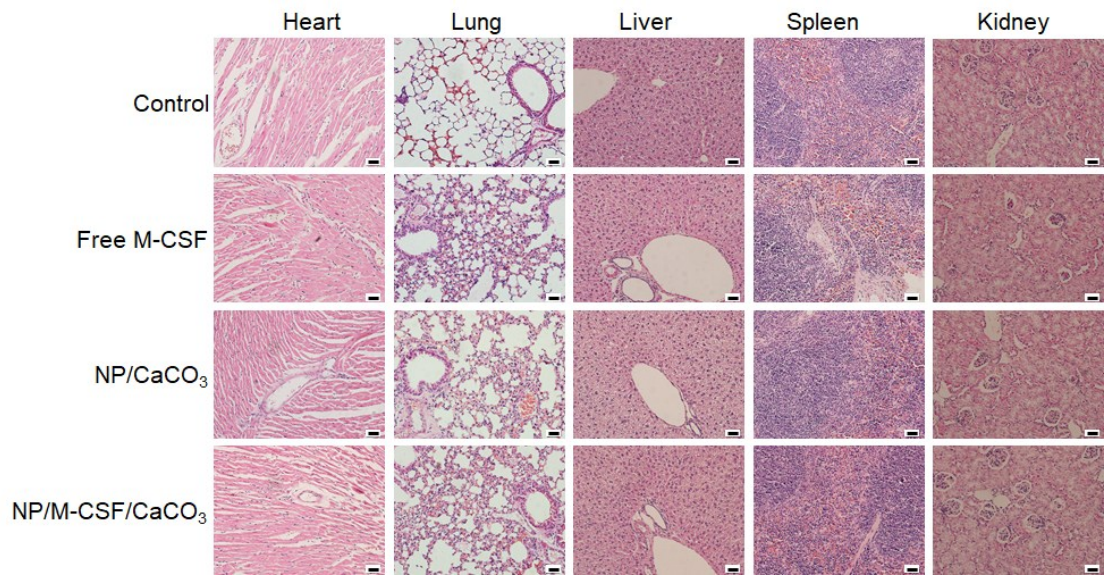 Heart Lung Liver Spleen Kidney
Control
Free M-CSF
NP/CaCO₃
NP/M-CSF/CaCO₃